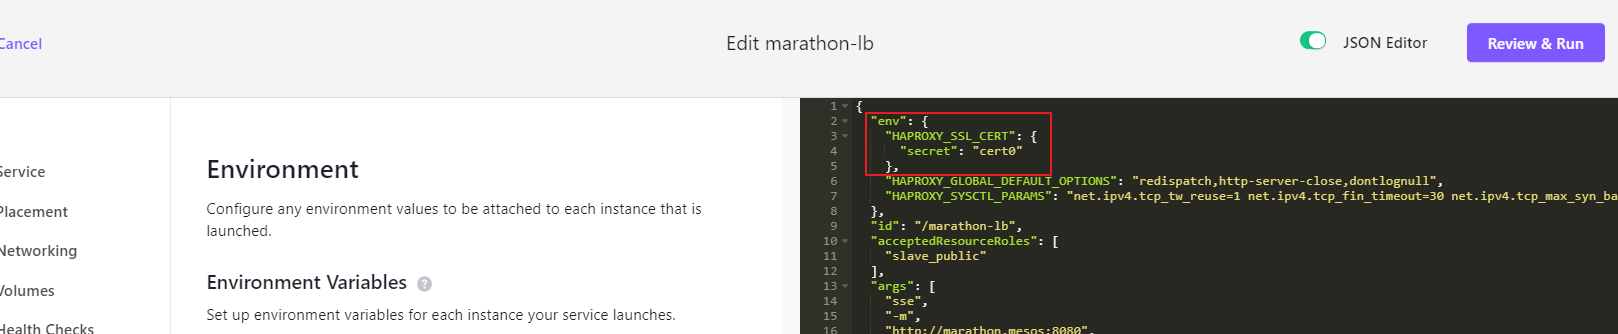 Cancel
Edit marathon-lb
JSON Editor
Review & Run
Service
Placement
Networking
Volumes
Health Checks
Environment
Configure any environment values to be attached to each instance that is
launched.
Environment Variables ?
Set up environment variables for each instance your service launches.
1 {
2 "env": {
3 "HAPROXY_SSL_CERT": {
4 "secret": "cert0"
5 },
6 "HAPROXY_GLOBAL_DEFAULT_OPTIONS": "redispatch,http-server-close,dontlognull",
7 "HAPROXY_SYSCTL_PARAMS": "net.ipv4.tcp_tw_reuse=1 net.ipv4.tcp_fin_timeout=30 net.ipv4.tcp_max_syn_ba
8 },
9 "id": "/marathon-lb",
10 "acceptedResourceRoles": [
11 "slave_public"
12 ],
13 "args": [
14 "sse",
15 "-m",
16 "http://marathon.mesos:8080",